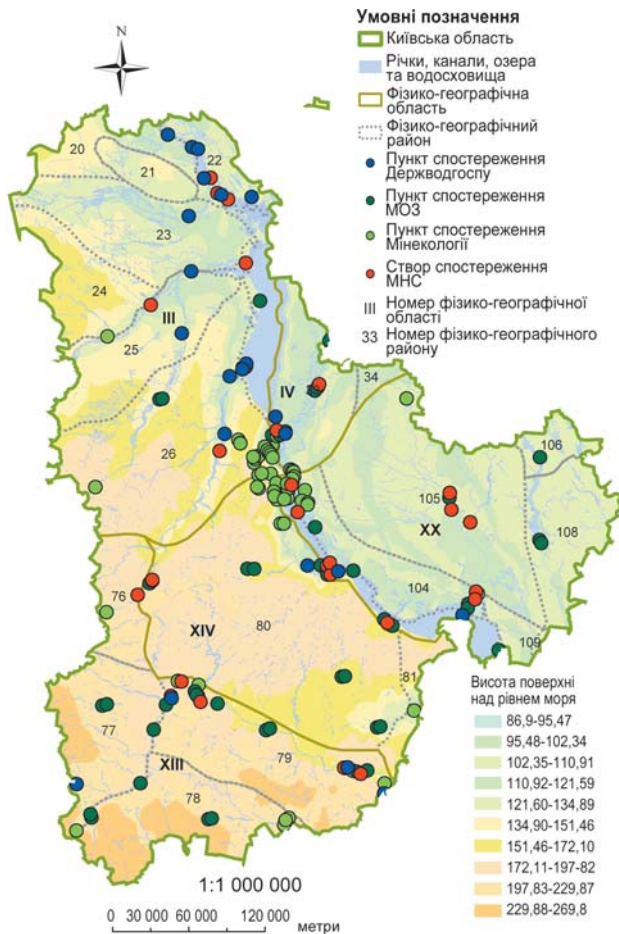 Умовні позначення
Київська область
Річки, канали, озера
та водосховища
Фізико-географічна
область
Фізико-географічний
район
Пункт спостереження
Держводгоспу
Пункт спостереження
МОЗ
Пункт спостереження
Мінекології
Створ спостереження
МНС
III Номер фізико-географічної
області
33 Номер фізико-географічного
району
N
20
21
22
23
24
III
25
IV
34
26
106
105
108
XX
104
76
XIV
80
109
81
77
79
XIII
78
Висота поверхні
над рівнем моря
86,9-95,47
95,48-102,34
102,35-110,91
110,92-121,59
121,60-134,89
134,90-151,46
151,46-172,10
172,11-197-82
197,83-229,87
229,88-269,8
1:1 000 000
0 30 000 60 000 120 000
метри